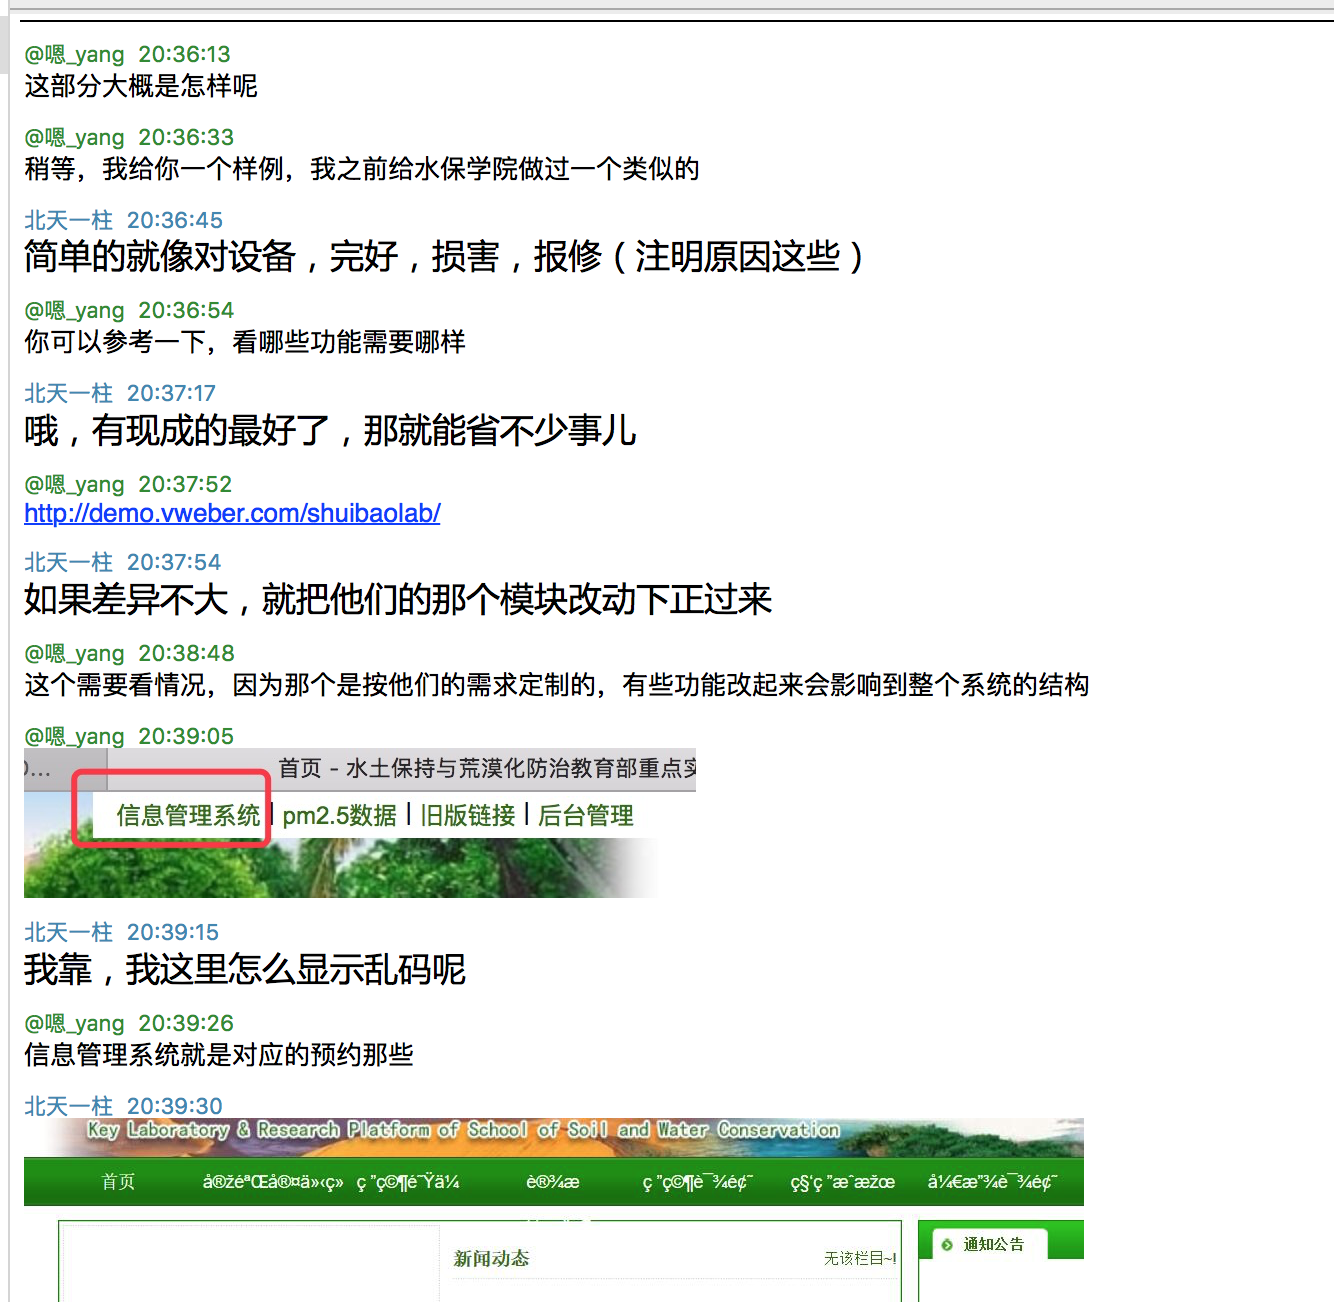 @嗯_yang 20:36:13
这部分大概是怎样呢
@嗯_yang 20:36:33
稍等，我给你一个样例，我之前给水保学院做过一个类似的
北天一柱 20:36:45
简单的就像对设备，完好，损害，报修（注明原因这些）
@嗯_yang 20:36:54
你可以参考一下，看哪些功能需要哪样
北天一柱 20:37:17
哦，有现成的最好了，那就能省不少事儿
@嗯_yang 20:37:52
http://demo.vweber.com/shuibaolab/
北天一柱 20:37:54
如果差异不大，就把他们的那个模块改动下正过来
@嗯_yang 20:38:48
这个需要看情况，因为那个是按他们的需求定制的，有些功能改起来会影响到整个系统的结构
@嗯_yang 20:39:05
首页 - 水土保持与荒漠化防治教育部重点实
信息管理系统 | pm2.5数据 | 旧版链接 | 后台管理
北天一柱 20:39:15
我靠，我这里怎么显示乱码呢
@嗯_yang 20:39:26
信息管理系统就是对应的预约那些
北天一柱 20:39:30
Key Laboratory & Research Platform of School of Soil and Water Conservation
首页 å®žéªŒå®¤ä»‹ç» ç ”ç©¶é˜Ÿä¼ è®¾æ ç ”ç©¶è¯¾é¢˜ ç§‘ç ”æˆæžœ å¼€æ”¾è¯¾é¢˜
新闻动态 无该栏目~! 通知公告